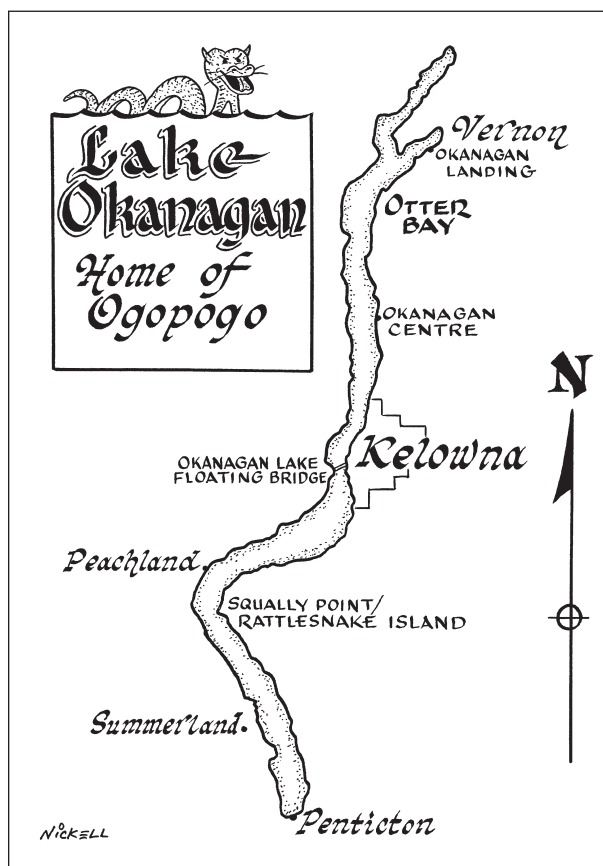 Lake
Okanagan
Home of
Ogopogo
Vernon
OKANAGAN
LANDING
OTTER
BAY
OKANAGAN
CENTRE
N
OKANAGAN LAKE
FLOATING BRIDGE
Kelowna
Peachland
SQUALLY POINT/
RATTLESNAKE ISLAND
Summerland
Penticton
NICKELL